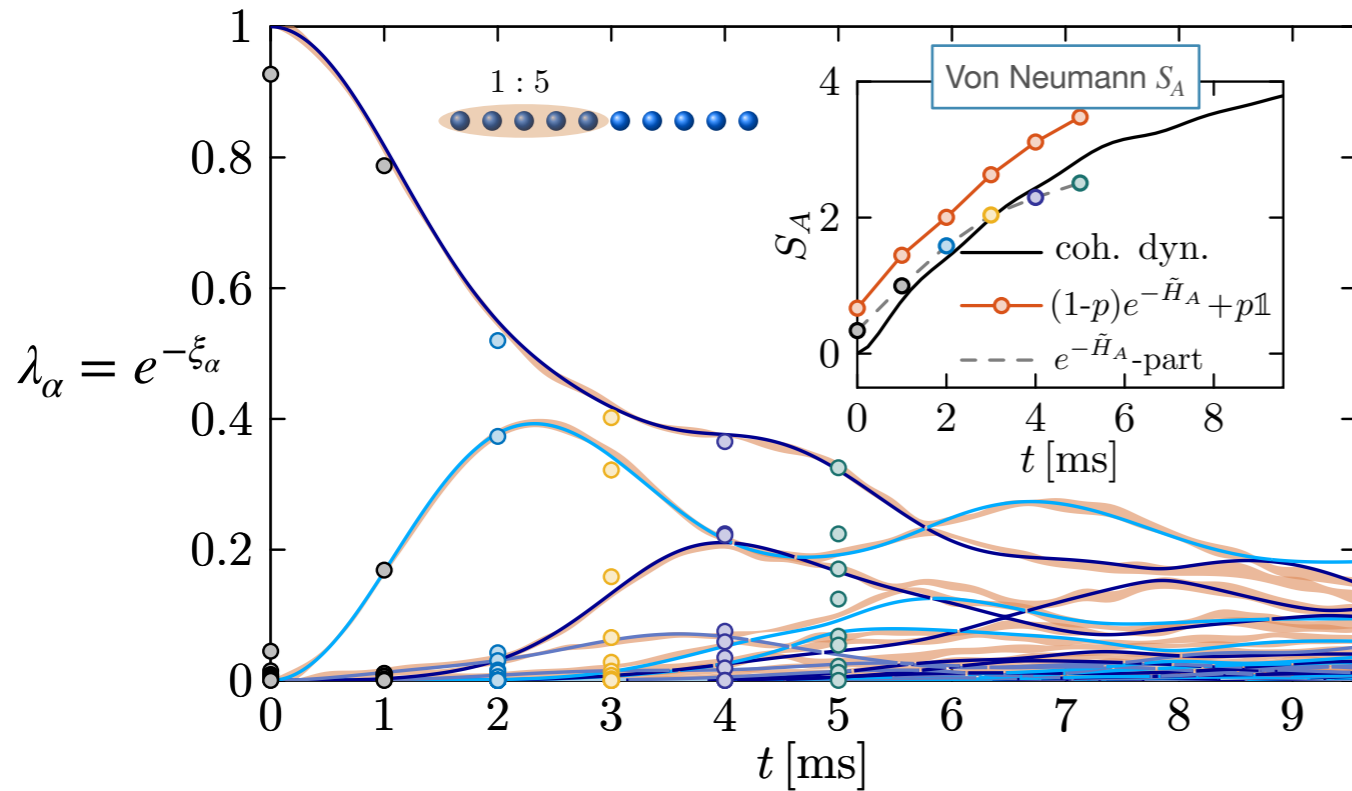 1
0.8
0.6
0.4
0.2
0
λ_α = e^{-ξ_α}
0 1 2 3 4 5 6 7 8 9
t [ms]
1 : 5
Von Neumann S_A
4
2
0
S_A
coh. dyn.
(1-p)e^{-H̃_A}+p𝟙
e^{-H̃_A}-part
0 2 4 6 8
t [ms]